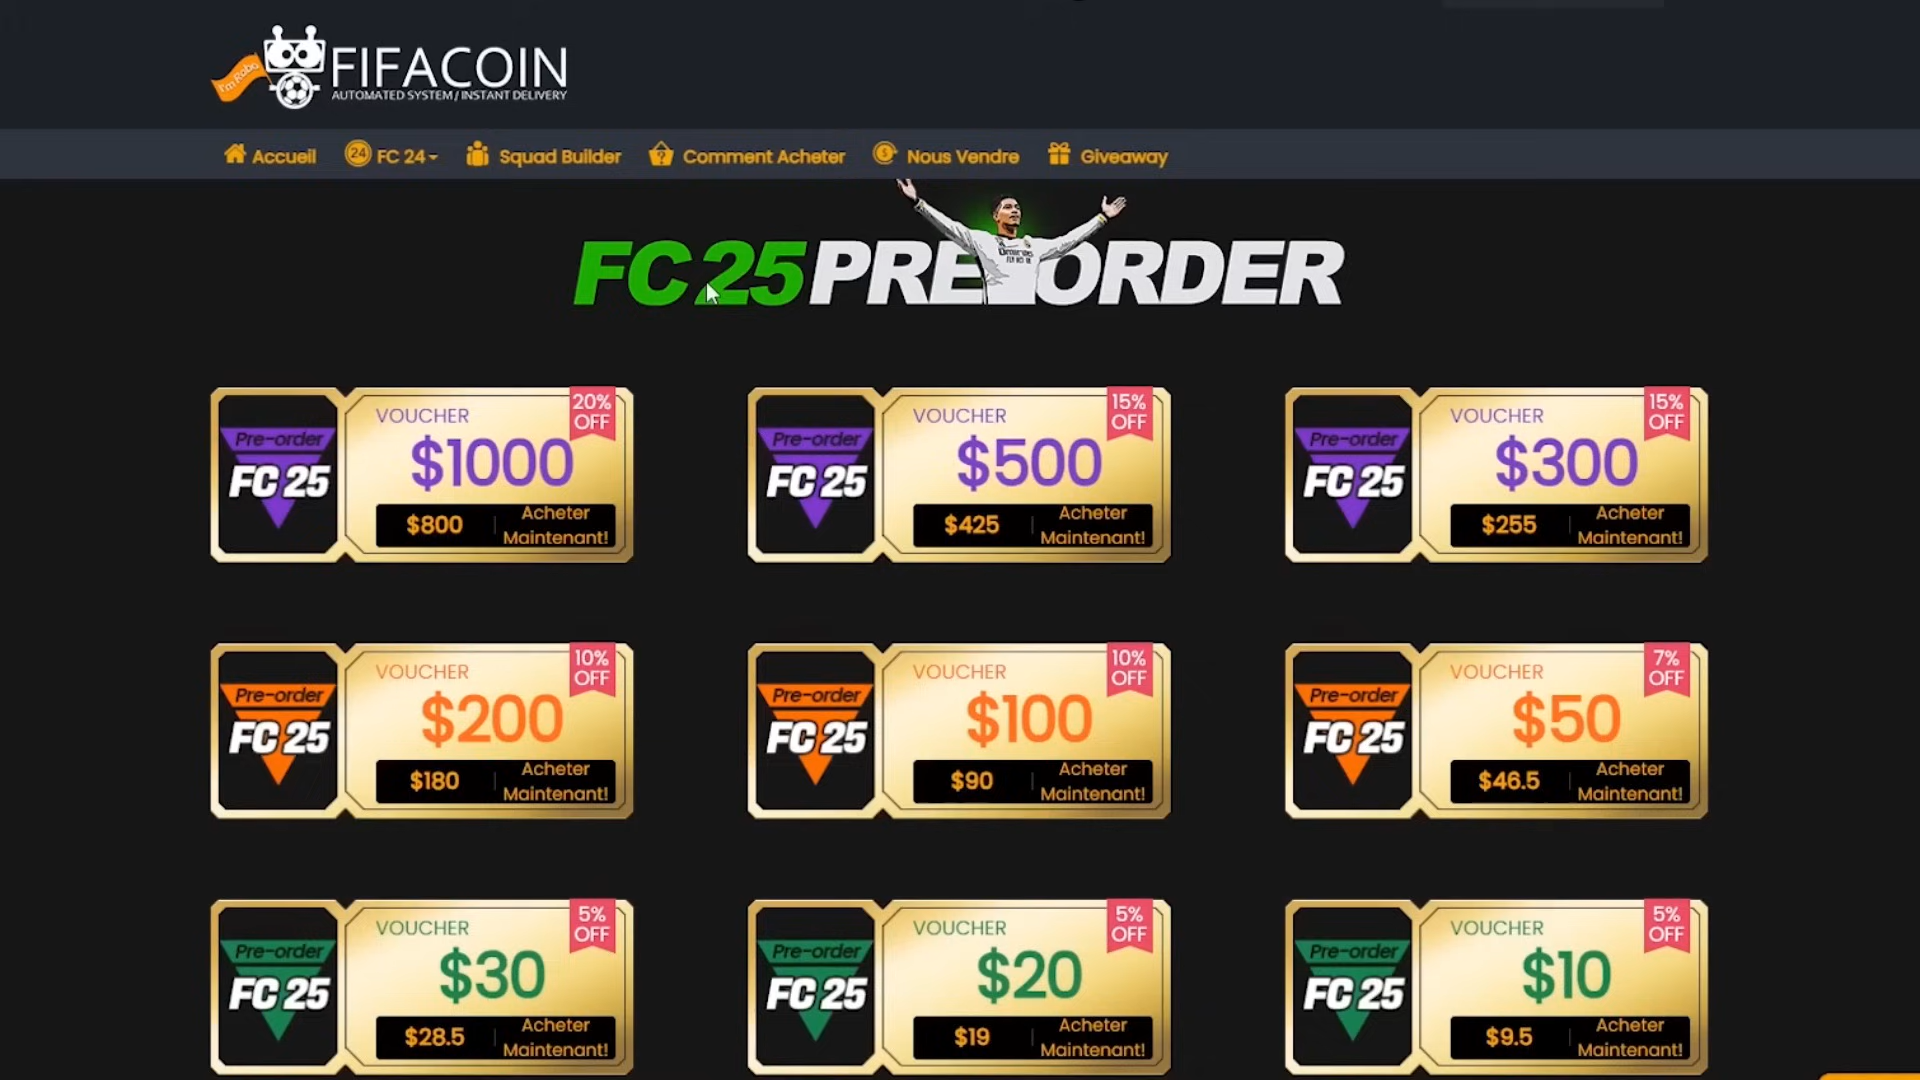 I'm Robo
FIFACOIN
AUTOMATED SYSTEM / INSTANT DELIVERY
Accueil
24
FC 24
Squad Builder
?
Comment Acheter
$
Nous Vendre
Giveaway
FC 25 PRE ORDER
Pre-order
FC 25
VOUCHER
20%
OFF
$1000
$800
Acheter
Maintenant!
Pre-order
FC 25
VOUCHER
15%
OFF
$500
$425
Acheter
Maintenant!
Pre-order
FC 25
VOUCHER
15%
OFF
$300
$255
Acheter
Maintenant!
Pre-order
FC 25
VOUCHER
10%
OFF
$200
$180
Acheter
Maintenant!
Pre-order
FC 25
VOUCHER
10%
OFF
$100
$90
Acheter
Maintenant!
Pre-order
FC 25
VOUCHER
7%
OFF
$50
$46.5
Acheter
Maintenant!
Pre-order
FC 25
VOUCHER
5%
OFF
$30
$28.5
Acheter
Maintenant!
Pre-order
FC 25
VOUCHER
5%
OFF
$20
$19
Acheter
Maintenant!
Pre-order
FC 25
VOUCHER
5%
OFF
$10
$9.5
Acheter
Maintenant!